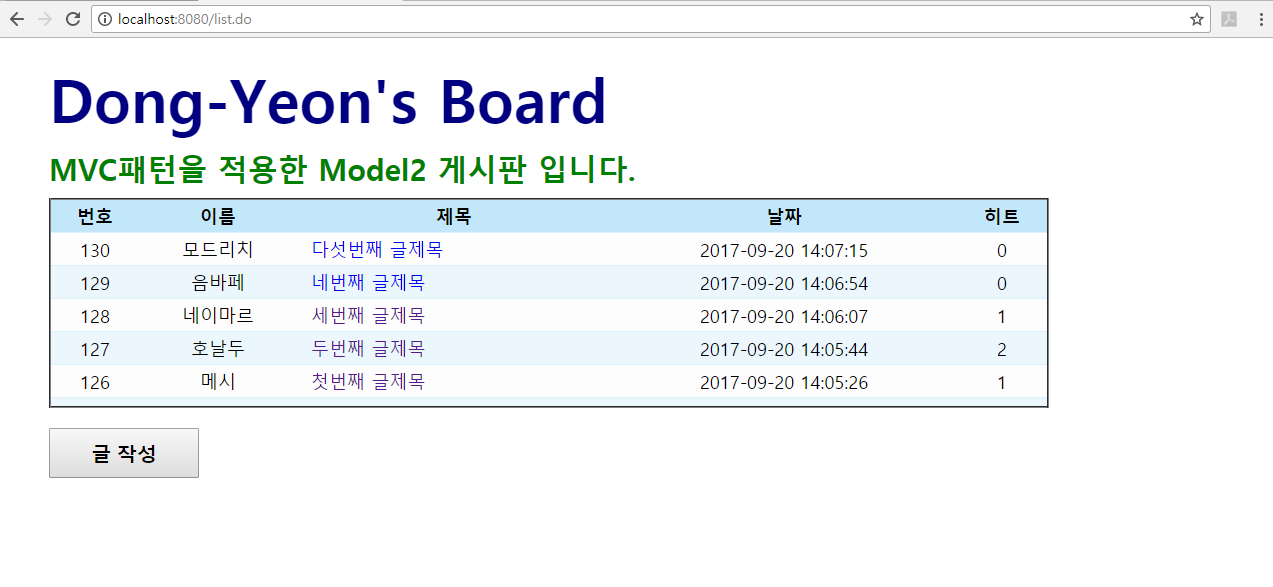 localhost:8080/list.do
Dong-Yeon's Board
MVC패턴을 적용한 Model2 게시판 입니다.
번호 이름 제목 날짜 히트
130 모드리치 다섯번째 글제목 2017-09-20 14:07:15 0
129 음바페 네번째 글제목 2017-09-20 14:06:54 0
128 네이마르 세번째 글제목 2017-09-20 14:06:07 1
127 호날두 두번째 글제목 2017-09-20 14:05:44 2
126 메시 첫번째 글제목 2017-09-20 14:05:26 1
글 작성